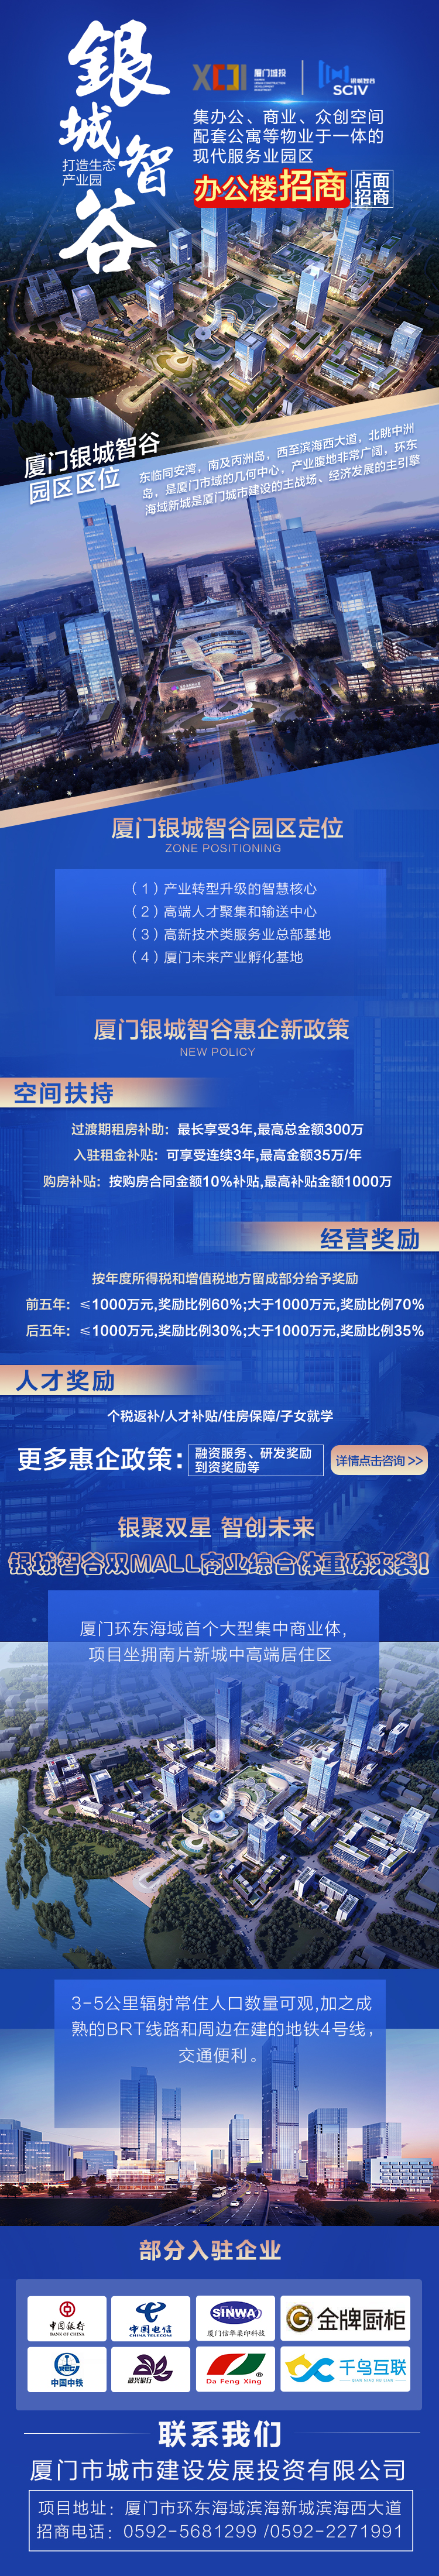 银城智谷
打造生态
产业园
厦门城投
XIAMEN
URBAN CONSTRUCTION
DEVELOPMENT
INVESTMENT
银城智谷
SCIV
集办公、商业、众创空间
配套公寓等物业于一体的
现代服务业园区
办公楼招商
店面
招商
厦门银城智谷
园区区位
东临同安湾，南及丙洲岛，西至滨海西大道，北眺中洲
岛，是厦门市域的几何中心，产业腹地非常广阔，环东
海域新城是厦门城市建设的主战场、经济发展的主引擎
厦门银城智谷园区定位
ZONE POSITIONING
（1）产业转型升级的智慧核心
（2）高端人才聚集和输送中心
（3）高新技术类服务业总部基地
（4）厦门未来产业孵化基地
厦门银城智谷惠企新政策
NEW POLICY
空间扶持
过渡期租房补助：最长享受3年,最高总金额300万
入驻租金补贴：可享受连续3年,最高金额35万/年
购房补贴：按购房合同金额10%补贴,最高补贴金额1000万
经营奖励
按年度所得税和增值税地方留成部分给予奖励
前五年：≤1000万元,奖励比例60%;大于1000万元,奖励比例70%
后五年：≤1000万元,奖励比例30%;大于1000万元,奖励比例35%
人才奖励
个税返补/人才补贴/住房保障/子女就学
更多惠企政策：
融资服务、研发奖励
到资奖励等
详情点击咨询 >>
银聚双星 智创未来
银城智谷双MALL商业综合体重磅来袭!
厦门环东海域首个大型集中商业体,
项目坐拥南片新城中高端居住区
3-5公里辐射常住人口数量可观,加之成
熟的BRT线路和周边在建的地铁4号线,
交通便利。
部分入驻企业
中国银行
BANK OF CHINA
中国电信
CHINA TELECOM
SINWA
厦门信华柔印科技
金牌厨柜
CREC
中国中铁
融兴银行
Da Feng Xing
千鸟互联
QIAN NIAO HU LIAN
联系我们
厦门市城市建设发展投资有限公司
项目地址：厦门市环东海域滨海新城滨海西大道
招商电话：0592-5681299 /0592-2271991